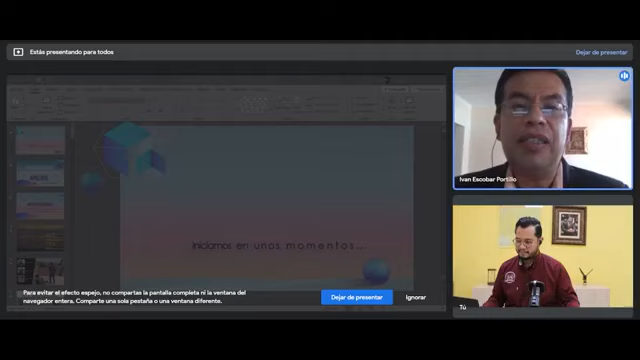 Estás presentando para todos
Dejar de presentar
Ivan Escobar Portillo
iniciamos en unos momentos...
Para evitar el efecto espejo, no compartas la pantalla completa ni la ventana del
navegador entera. Comparte una sola pestaña o una ventana diferente.
Dejar de presentar
Ignorar
Tú